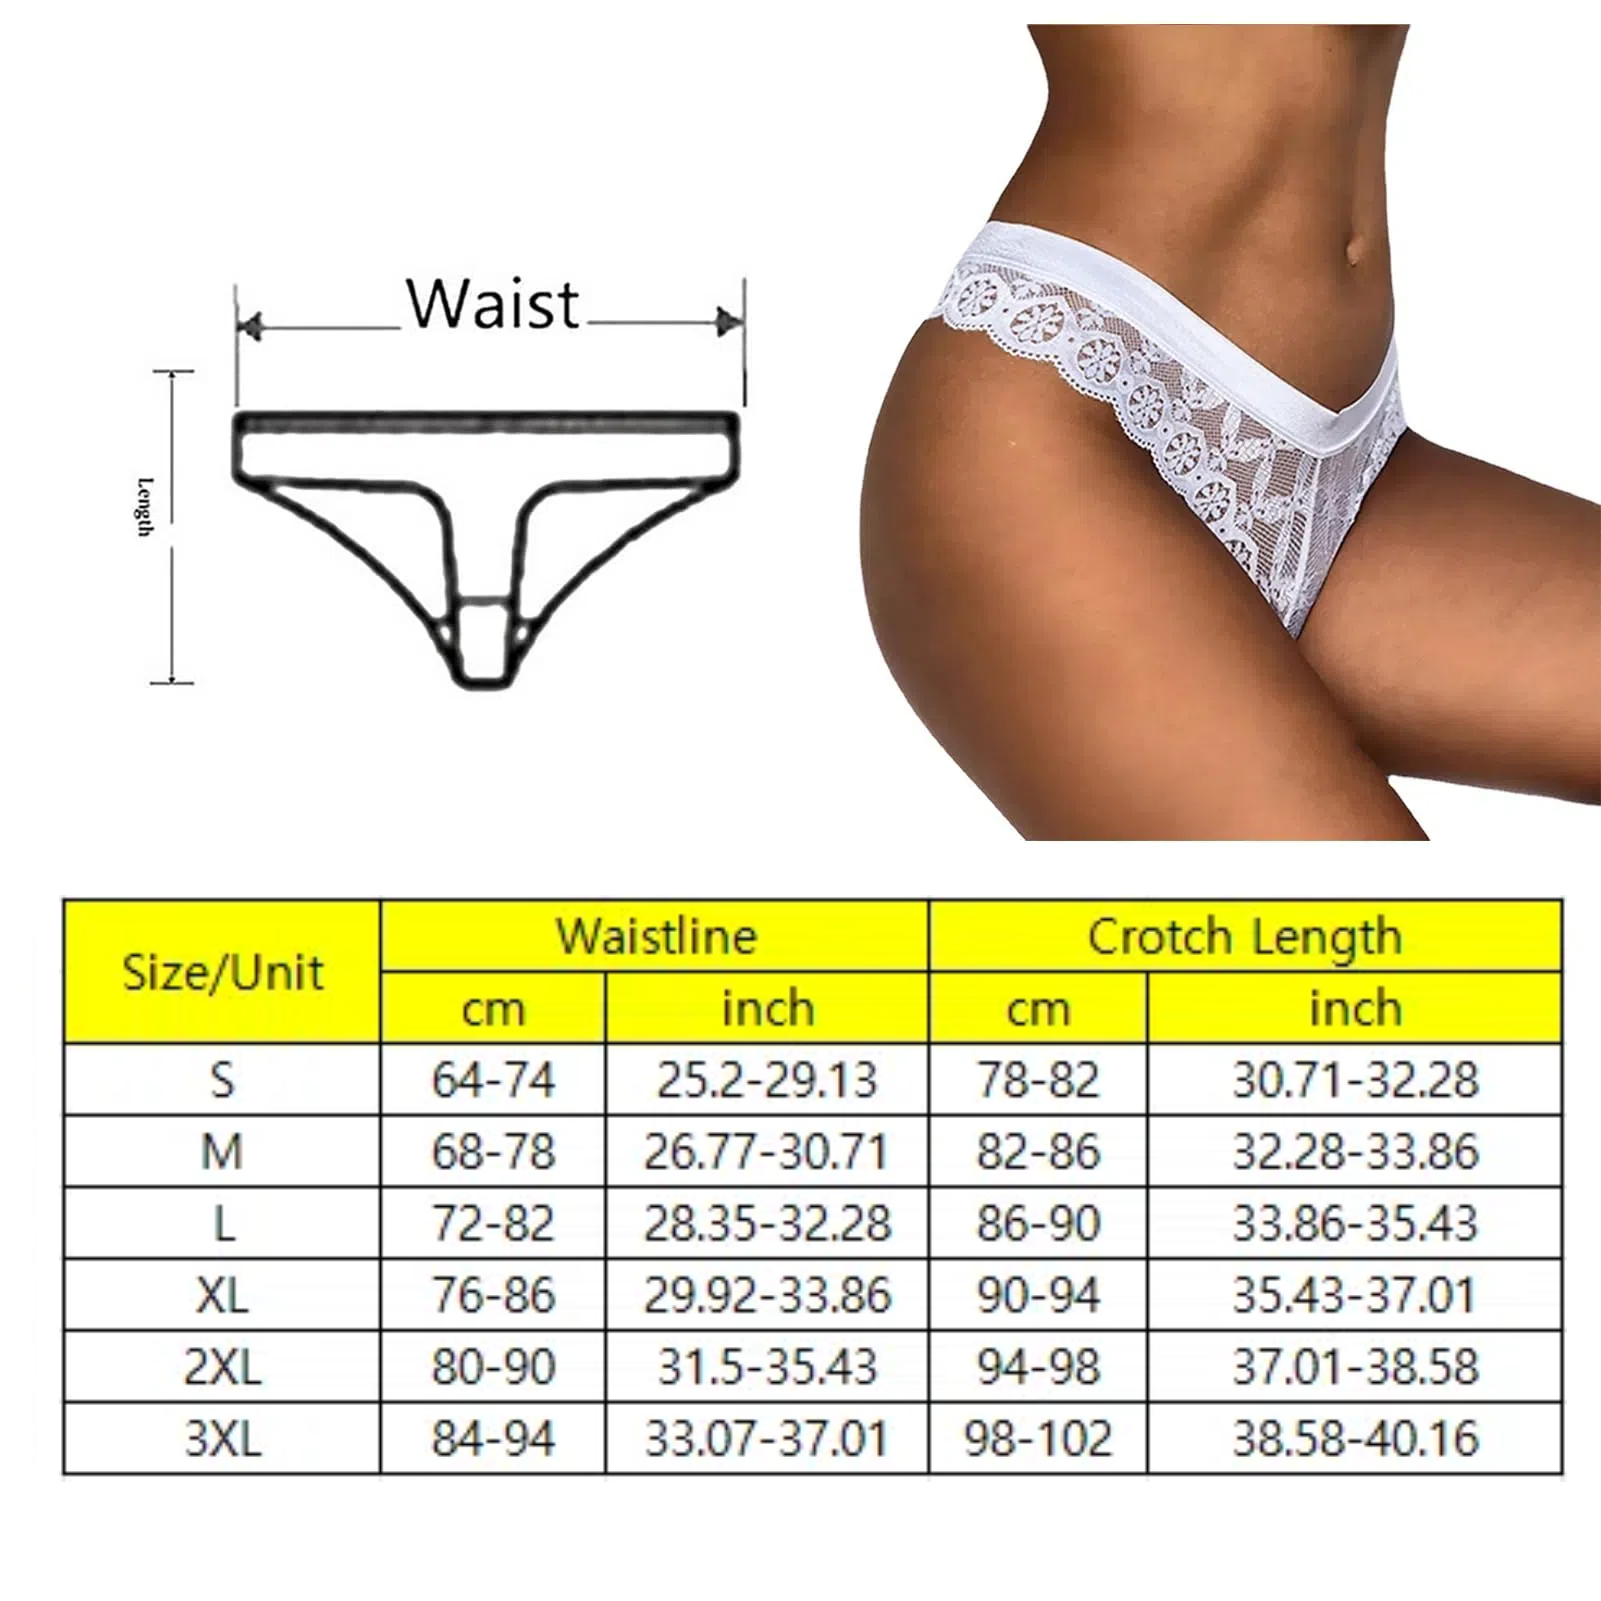 Waist
Length
Size/Unit Waistline Crotch Length
cm inch cm inch
S 64-74 25.2-29.13 78-82 30.71-32.28
M 68-78 26.77-30.71 82-86 32.28-33.86
L 72-82 28.35-32.28 86-90 33.86-35.43
XL 76-86 29.92-33.86 90-94 35.43-37.01
2XL 80-90 31.5-35.43 94-98 37.01-38.58
3XL 84-94 33.07-37.01 98-102 38.58-40.16